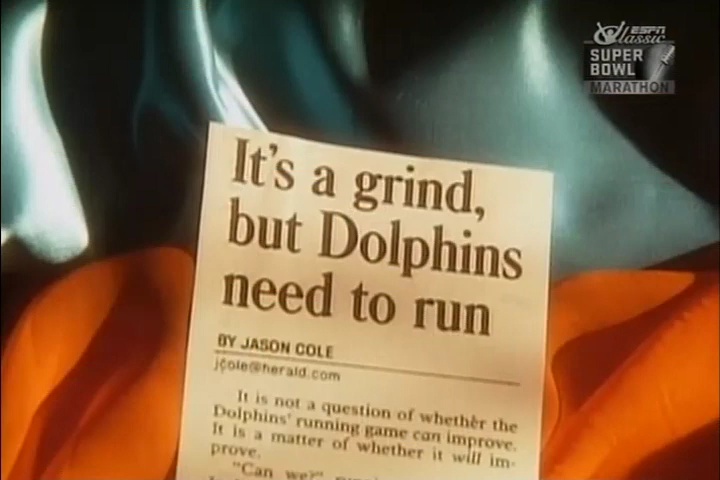 ESPN
Classic
SUPER
BOWL
MARATHON
It's a grind,
but Dolphins
need to run
BY JASON COLE
jcole@herald.com
It is not a question of whether the
Dolphins' running game can improve.
It is a matter of whether it will im-
prove.
"Can we?"